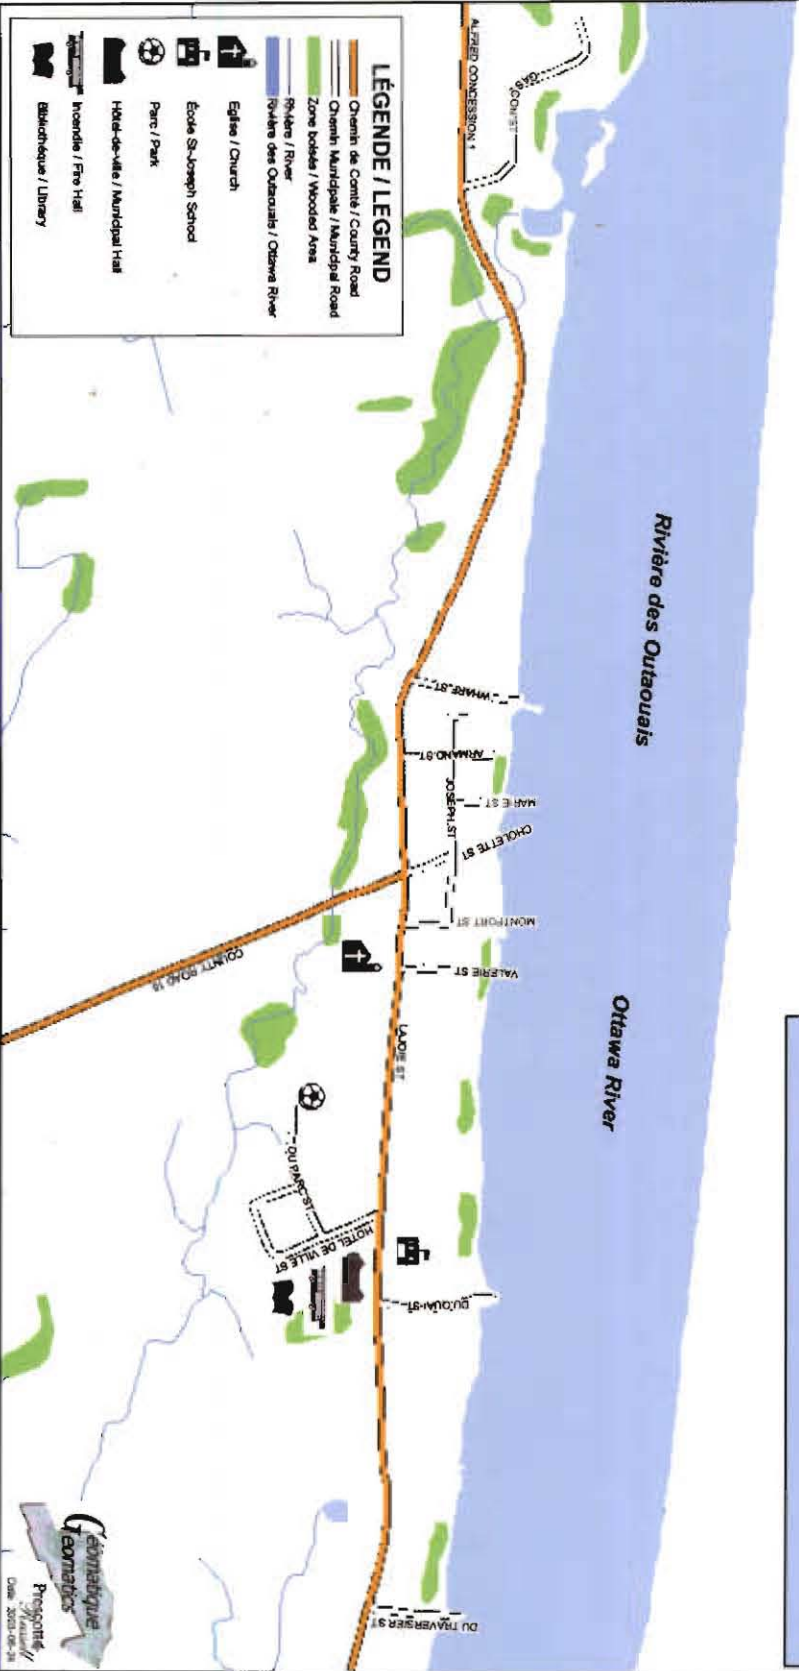 LÉGENDE / LEGEND
Chemin de Comté / County Road
Chemin Municipale / Municipal Road
Zone boisée / Wooded Area
Rivière / River
Rivière des Outaouais / Ottawa River
Eglise / Church
École St-Joseph School
Parc / Park
Hôtel-de-ville / Municipal Hall
Incendie / Fire Hall
Bibliothèque / Library
ALFRED CONCESSION 1
Rivière des Outaouais
Ottawa River
WHARF ST
ARMAND ST
JOSEPH ST
MARIE ST
CHOLETTE ST
MONTFORT ST
VALERIE ST
COUNTY ROAD 15
LAJOIE ST
DU PARC ST
HOTEL DE VILLE ST
DU QUAI ST
DU TRAVERSIER ST
Géomatique
Geomatics
Prescott
Russell